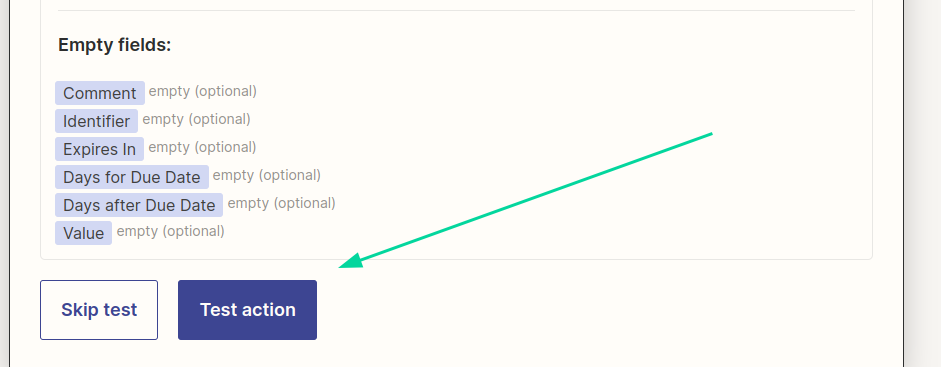 Empty fields:
Comment empty (optional)
Identifier empty (optional)
Expires In empty (optional)
Days for Due Date empty (optional)
Days after Due Date empty (optional)
Value empty (optional)
Skip test Test action